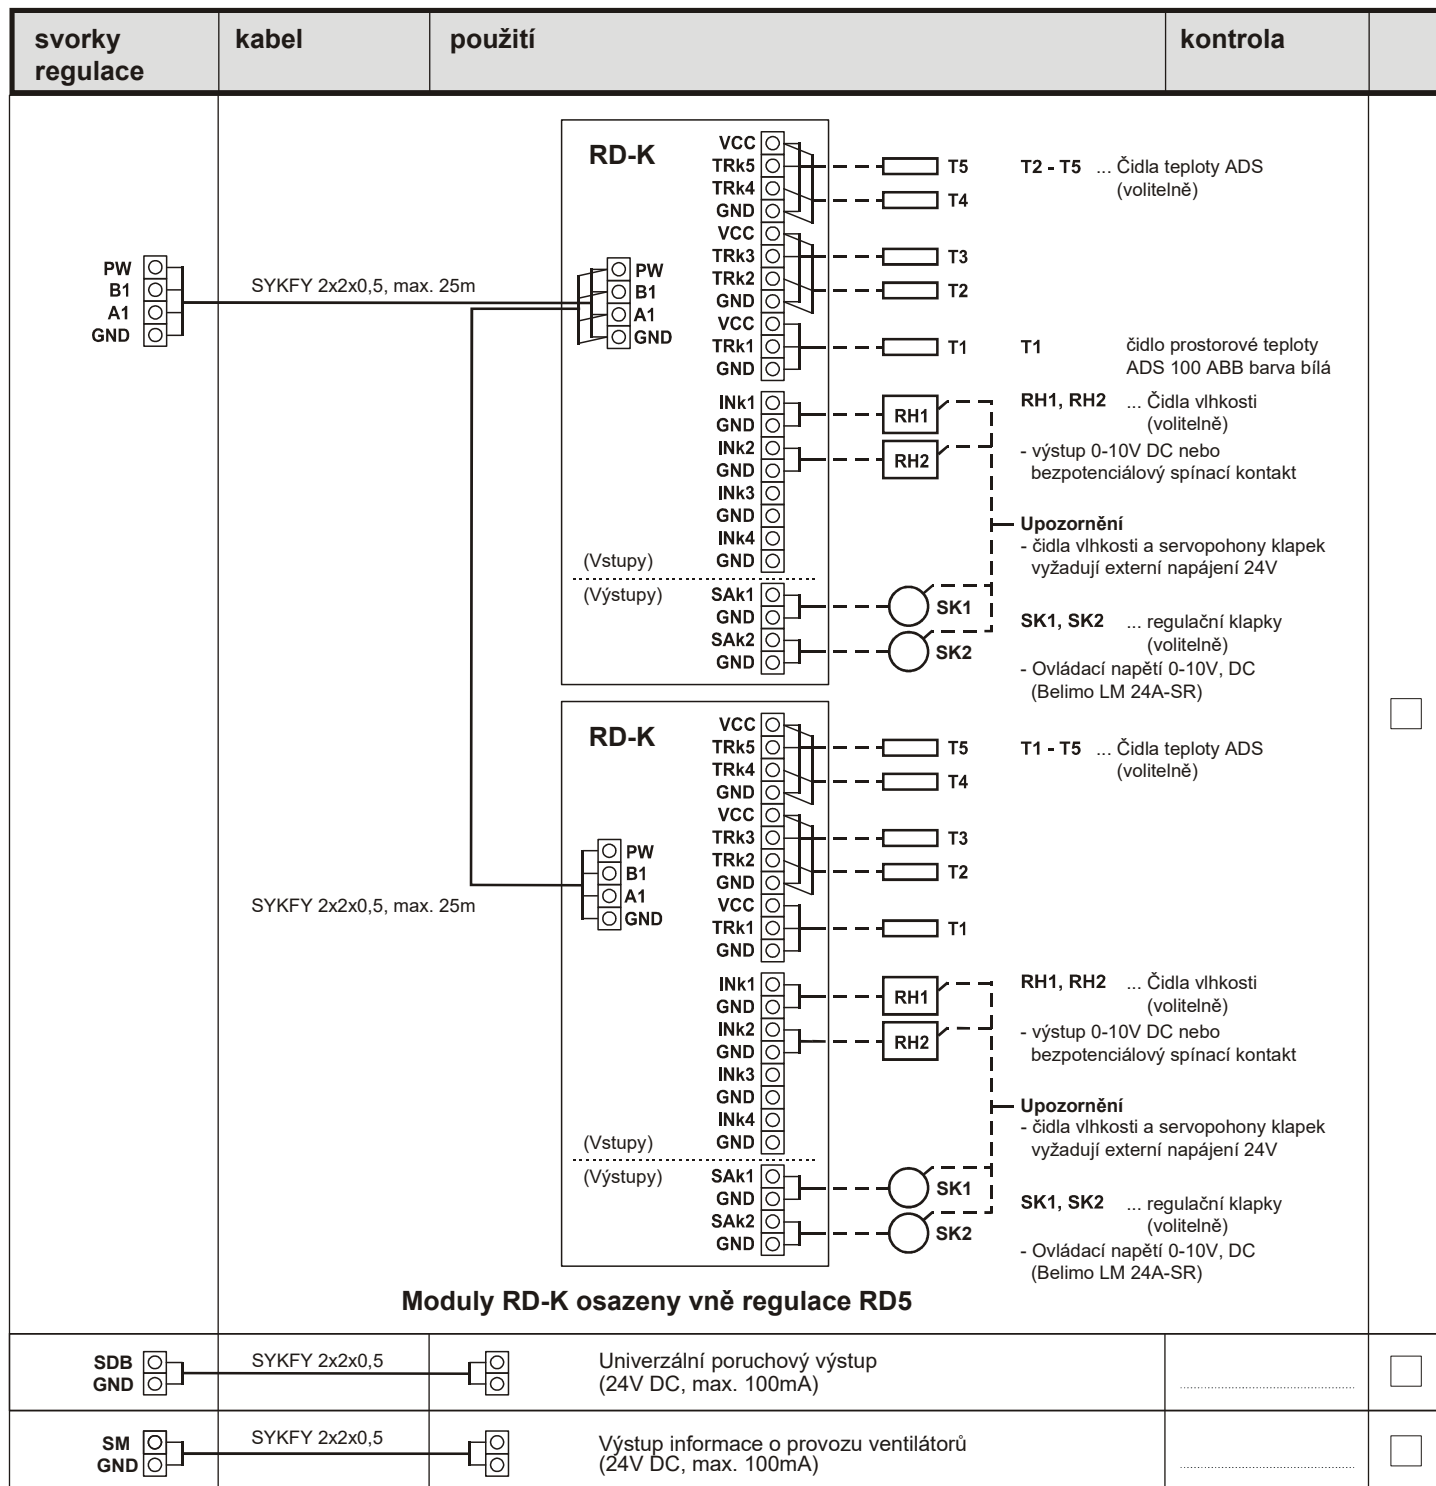 svorky regulace
kabel
použití
kontrola
RD-K
VCC
TRk5
TRk4
GND
VCC
TRk3
TRk2
GND
VCC
TRk1
GND
INk1
GND
INk2
GND
INk3
GND
INk4
GND
(Vstupy)
(Výstupy)
SAk1
GND
SAk2
GND
PW
B1
A1
GND
SYKFY 2x2x0,5, max. 25m
PW
B1
A1
GND
T5
T4
T3
T2
T1
RH1
RH2
SK1
SK2
T2 - T5 ... Čidla teploty ADS
(volitelně)
T1 čidlo prostorové teploty
ADS 100 ABB barva bílá
RH1, RH2 ... Čidla vlhkosti
(volitelně)
- výstup 0-10V DC nebo
bezpotenciálový spínací kontakt
Upozornění
- čidla vlhkosti a servopohony klapek
vyžadují externí napájení 24V
SK1, SK2 ... regulační klapky
(volitelně)
- Ovládací napětí 0-10V, DC
(Belimo LM 24A-SR)
RD-K
VCC
TRk5
TRk4
GND
VCC
TRk3
TRk2
GND
VCC
TRk1
GND
INk1
GND
INk2
GND
INk3
GND
INk4
GND
(Vstupy)
(Výstupy)
SAk1
GND
SAk2
GND
SYKFY 2x2x0,5, max. 25m
PW
B1
A1
GND
T5
T4
T3
T2
T1
RH1
RH2
SK1
SK2
T1 - T5 ... Čidla teploty ADS
(volitelně)
RH1, RH2 ... Čidla vlhkosti
(volitelně)
- výstup 0-10V DC nebo
bezpotenciálový spínací kontakt
Upozornění
- čidla vlhkosti a servopohony klapek
vyžadují externí napájení 24V
SK1, SK2 ... regulační klapky
(volitelně)
- Ovládací napětí 0-10V, DC
(Belimo LM 24A-SR)
Moduly RD-K osazeny vně regulace RD5
SDB
GND
SYKFY 2x2x0,5
Univerzální poruchový výstup
(24V DC, max. 100mA)
SM
GND
SYKFY 2x2x0,5
Výstup informace o provozu ventilátorů
(24V DC, max. 100mA)